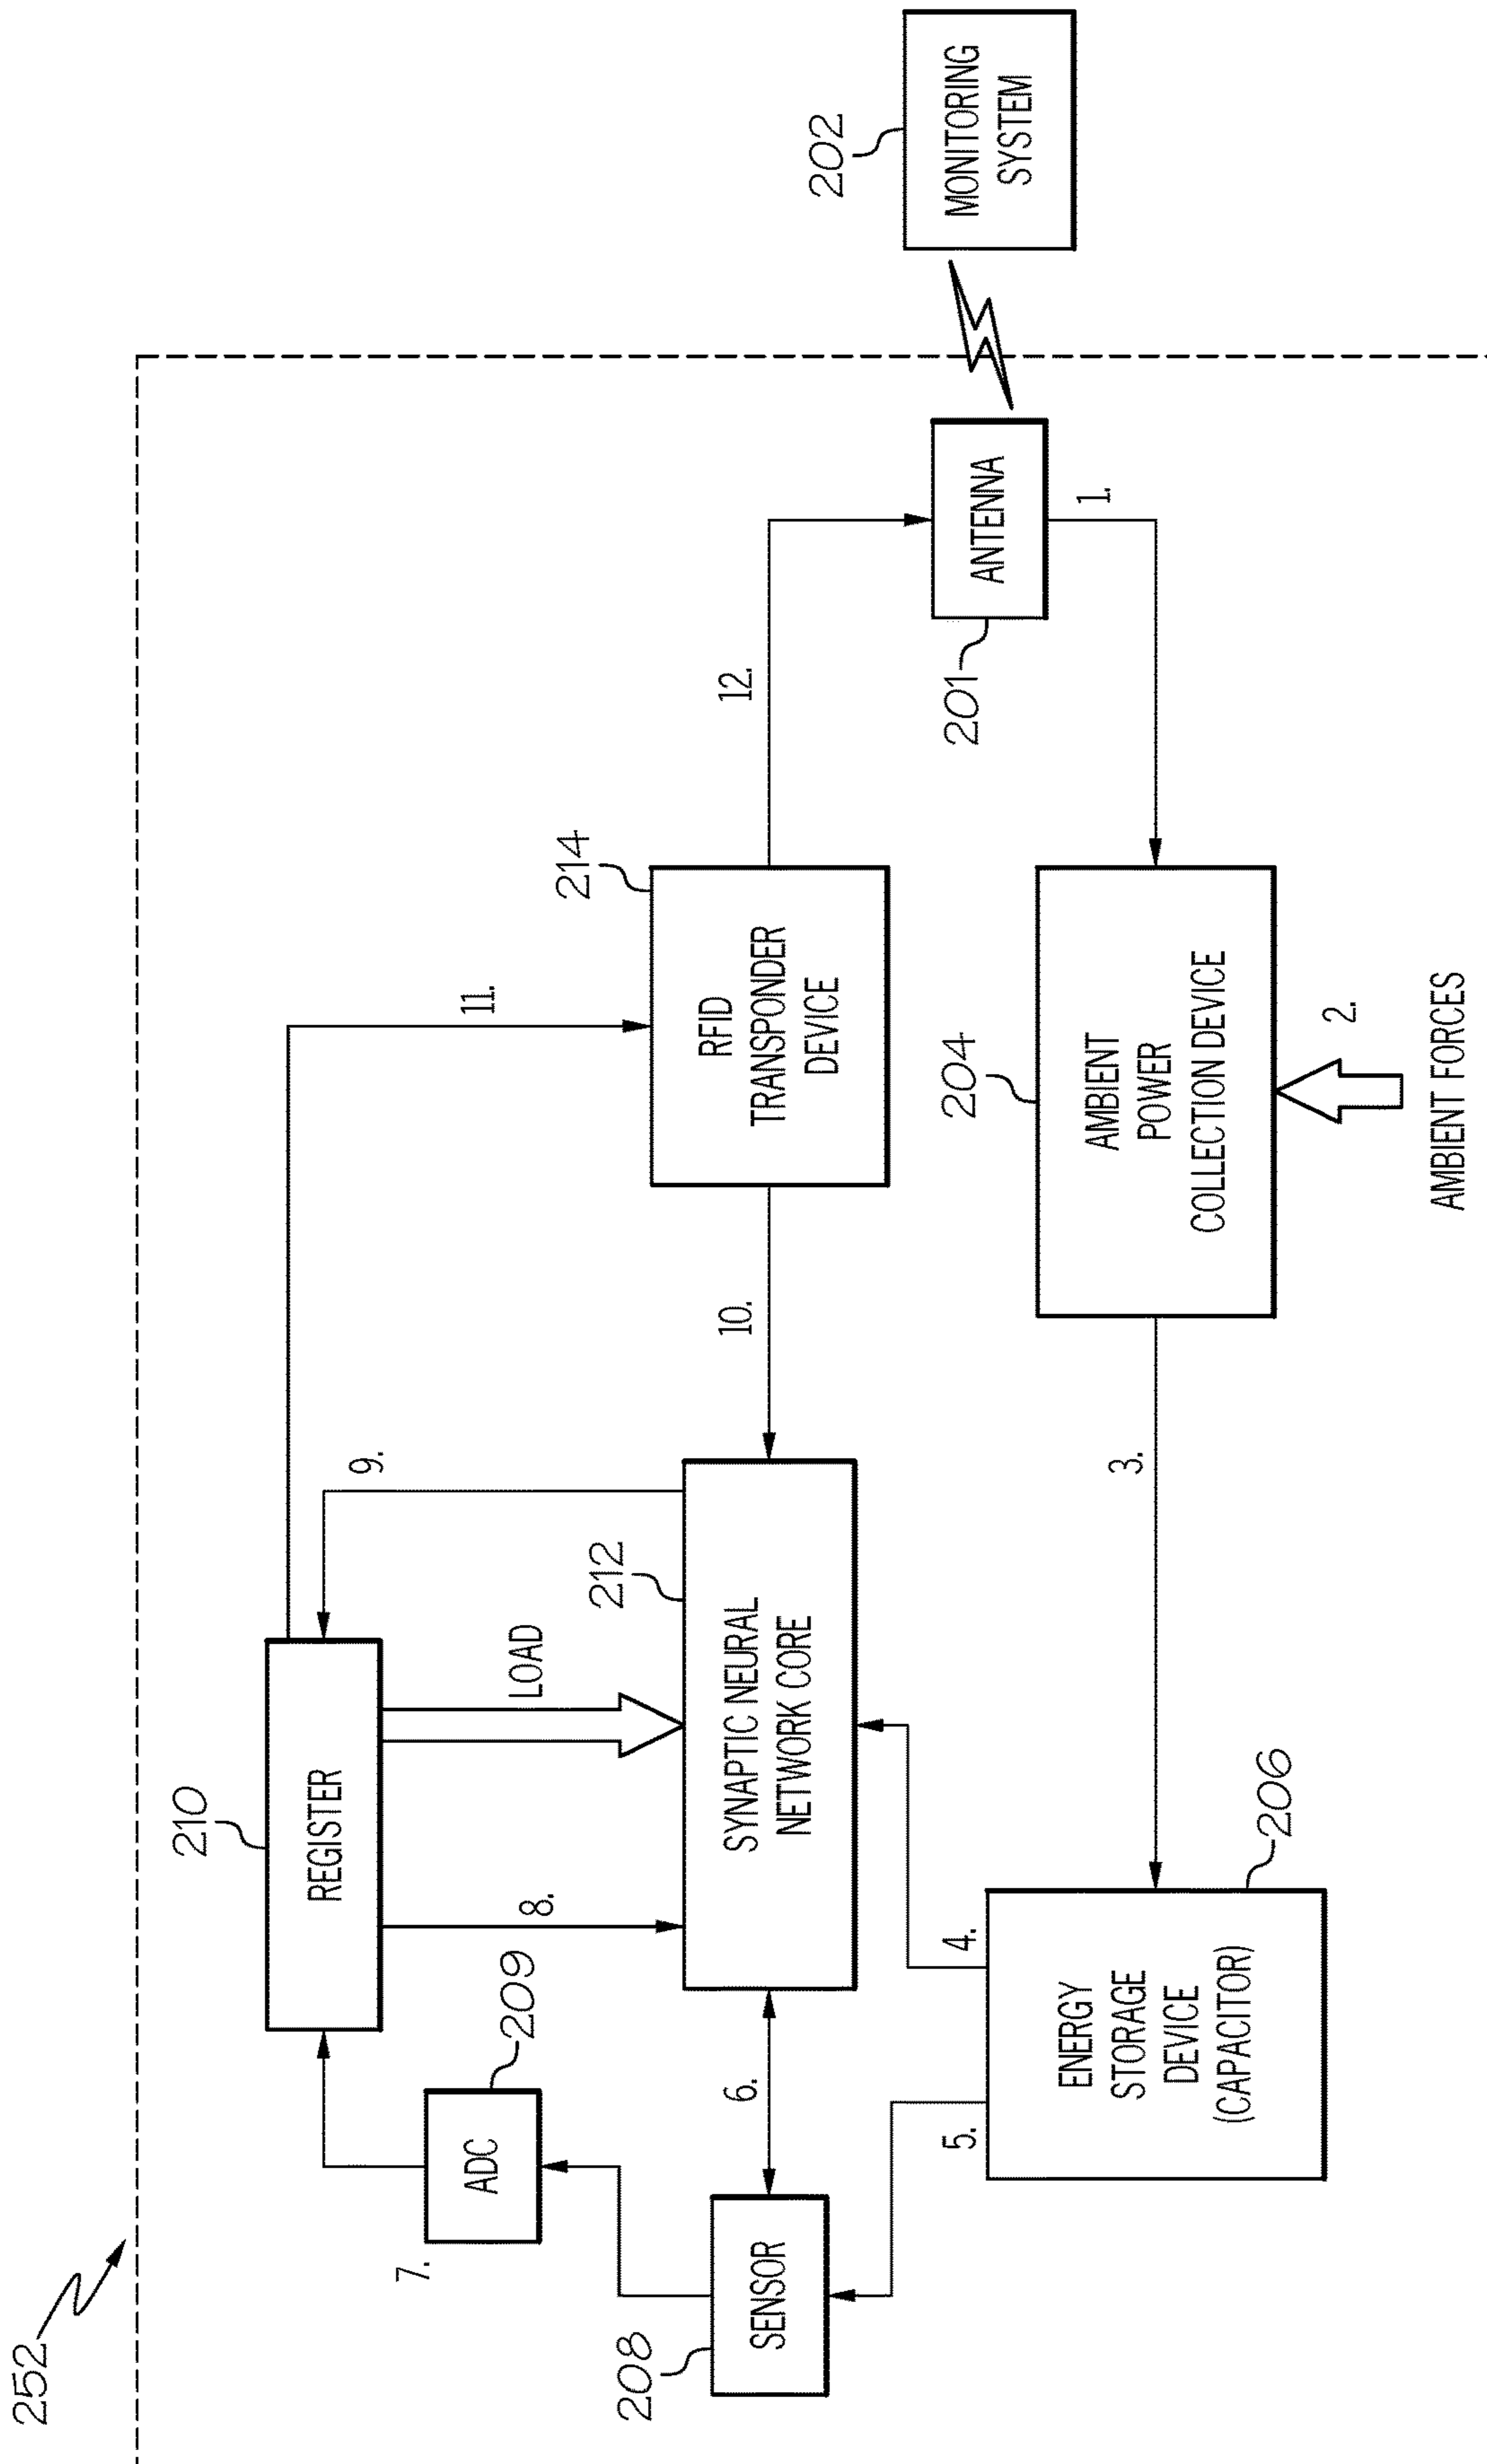 252
210
REGISTER
9.
11.
LOAD
8.
209
ADC
7.
212
SYNAPTIC NEURAL
NETWORK CORE
6.
208
SENSOR
10.
214
RFID
TRANSPONDER
DEVICE
12.
201
ANTENNA
1.
202
MONITORING
SYSTEM
5.
4.
206
ENERGY
STORAGE
DEVICE
(CAPACITOR)
3.
204
AMBIENT
POWER
COLLECTION DEVICE
2.
AMBIENT FORCES